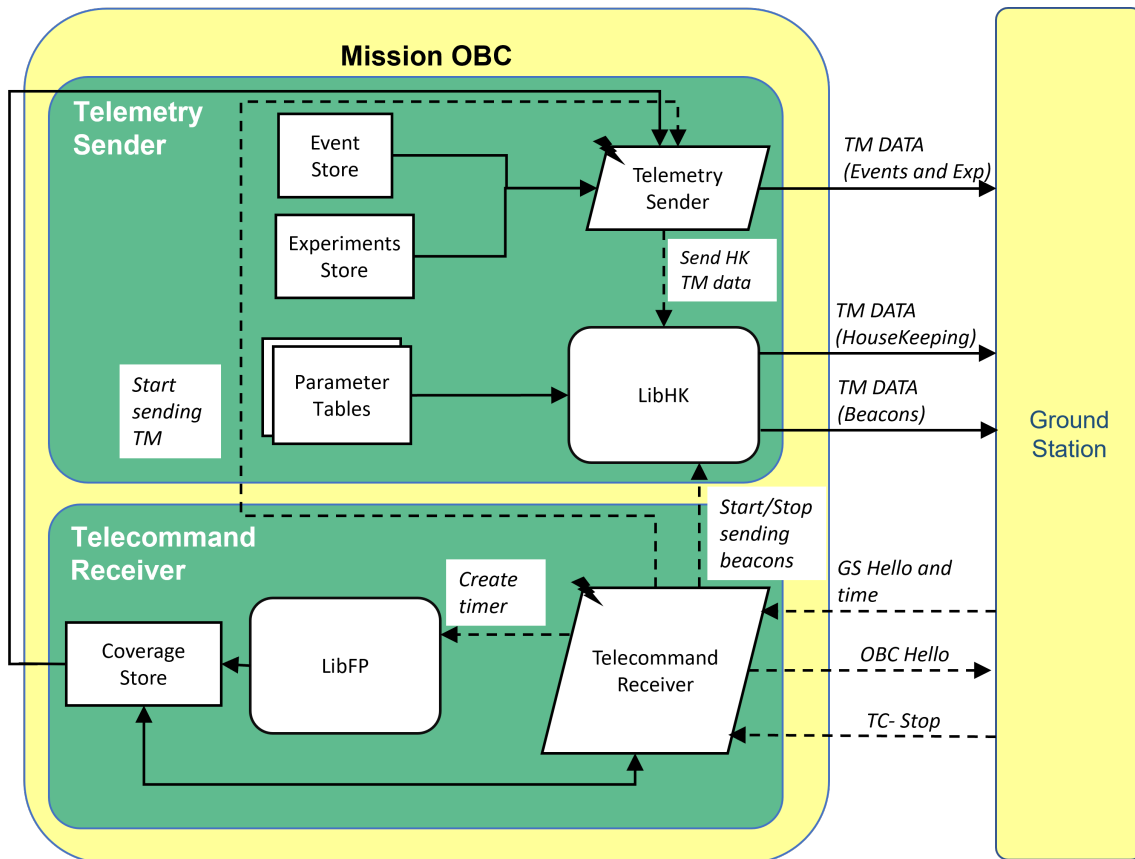 Mission OBC
Telemetry
Sender
Event
Store
Experiments
Store
Parameter
Tables
Start
sending
TM
Telemetry
Sender
Send HK
TM data
LibHK
TM DATA
(Events and Exp)
TM DATA
(HouseKeeping)
TM DATA
(Beacons)
Ground
Station
Telecommand
Receiver
Coverage
Store
LibFP
Create
timer
Telecommand
Receiver
Start/Stop
sending
beacons
GS Hello and
time
OBC Hello
TC- Stop